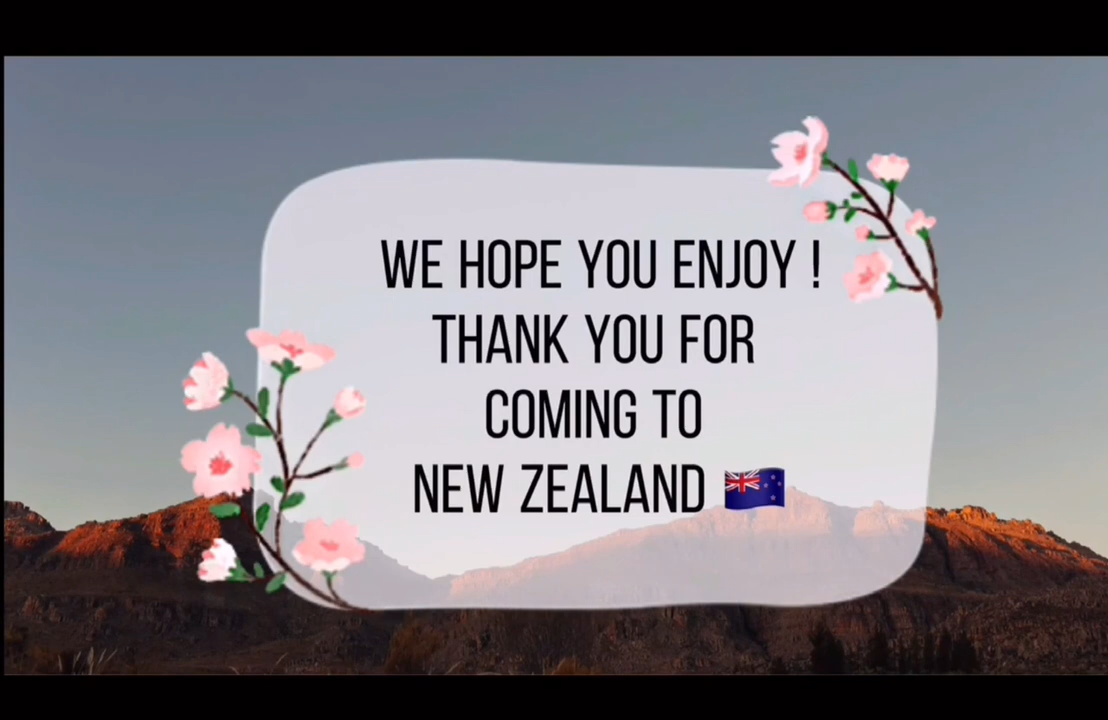 WE HOPE YOU ENJOY !
THANK YOU FOR
COMING TO
NEW ZEALAND 🇳🇿